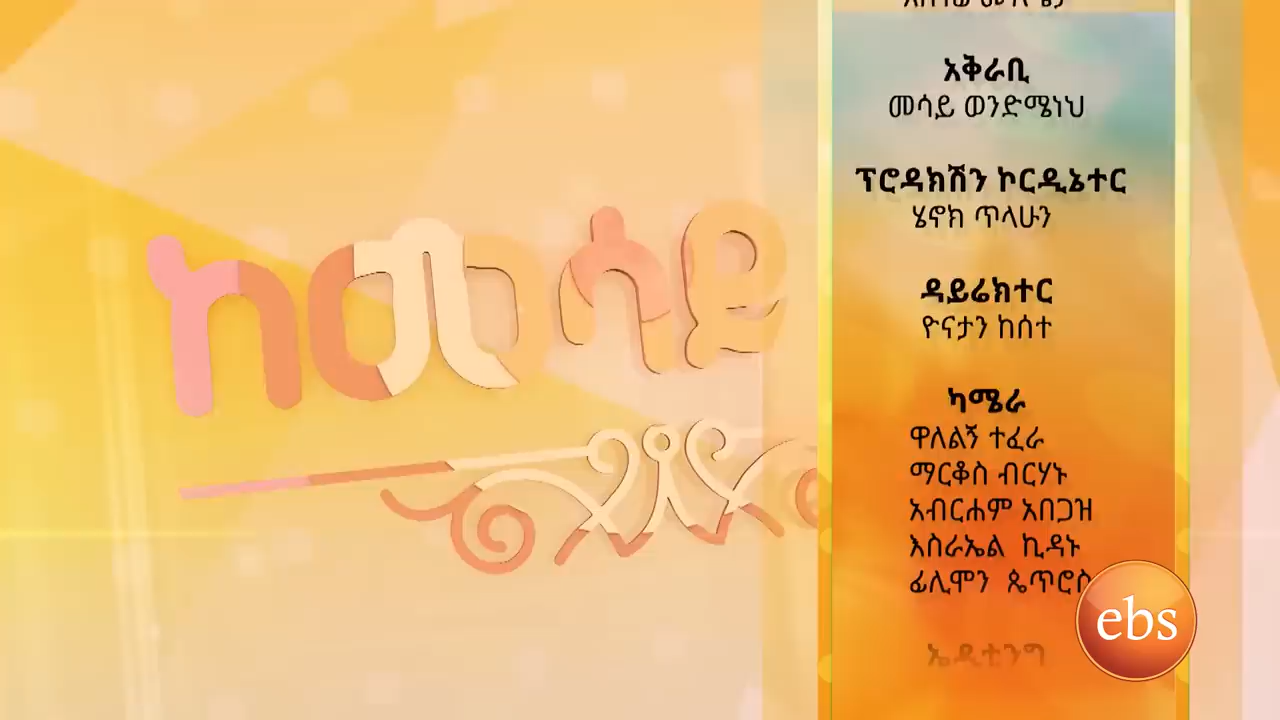 ከመሳይ
ጋር
አቅራቢ
መሳይ ወንድሜነህ
ፕሮዳክሽን ኮርዲኔተር
ሄኖክ ጥላሁን
ዳይሬክተር
ዮናታን ከሰተ
ካሜራ
ዋለልኝ ተፈራ
ማርቆስ ብርሃኑ
አብርሐም አበጋዝ
እስራኤል ኪዳኑ
ፊሊሞን ጴጥሮስ
ኤዲቲንግ
ebs